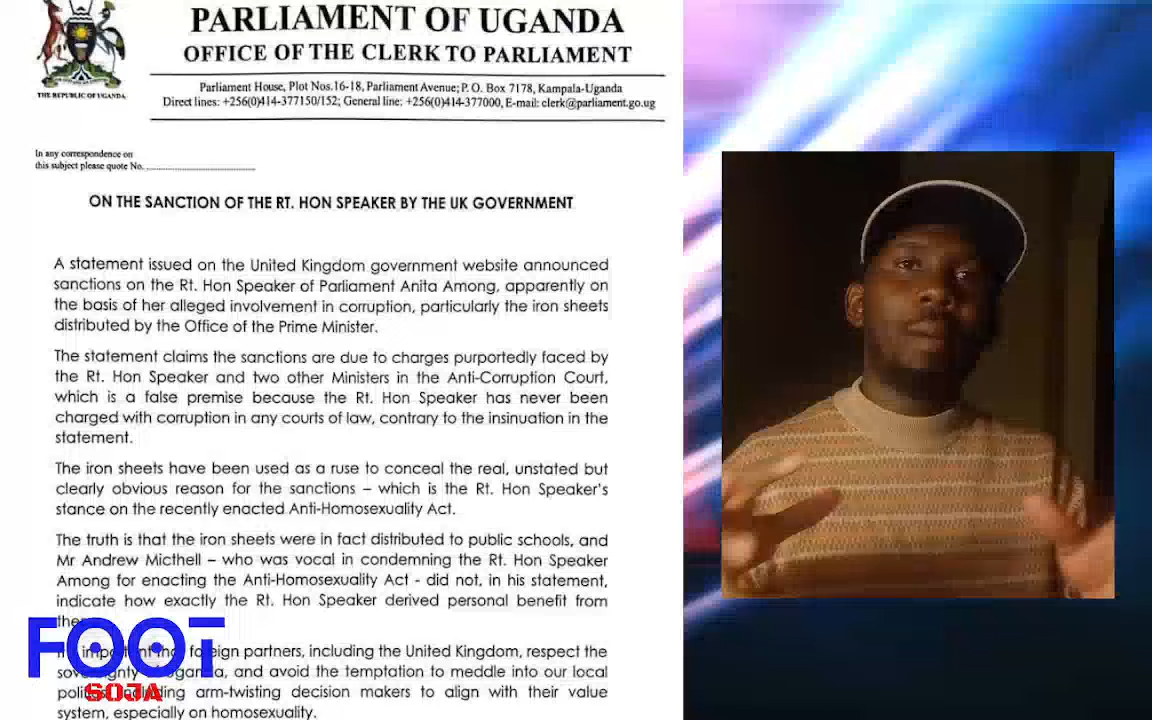 PARLIAMENT OF UGANDA
OFFICE OF THE CLERK TO PARLIAMENT
THE REPUBLIC OF UGANDA
Parliament House, Plot Nos.16-18, Parliament Avenue; P. O. Box 7178, Kampala-Uganda
Direct lines: +256(0)414-377150/152; General line: +256(0)414-377000, E-mail: clerk@parliament.go.ug
In any correspondence on
this subject please quote No.
ON THE SANCTION OF THE RT. HON SPEAKER BY THE UK GOVERNMENT
A statement issued on the United Kingdom government website announced
sanctions on the Rt. Hon Speaker of Parliament Anita Among, apparently on
the basis of her alleged involvement in corruption, particularly the iron sheets
distributed by the Office of the Prime Minister.
The statement claims the sanctions are due to charges purportedly faced by
the Rt. Hon Speaker and two other Ministers in the Anti-Corruption Court,
which is a false premise because the Rt. Hon Speaker has never been
charged with corruption in any courts of law, contrary to the insinuation in the
statement.
The iron sheets have been used as a ruse to conceal the real, unstated but
clearly obvious reason for the sanctions – which is the Rt. Hon Speaker's
stance on the recently enacted Anti-Homosexuality Act.
The truth is that the iron sheets were in fact distributed to public schools, and
Mr Andrew Micthell – who was vocal in condemning the Rt. Hon Speaker
Among for enacting the Anti-Homosexuality Act - did not, in his statement,
indicate how exactly the Rt. Hon Speaker derived personal benefit from
important foreign partners, including the United Kingdom, respect the
and avoid the temptation to meddle into our local
arm-twisting decision makers to align with their value
system, especially on homosexuality.
FOOT
SOJA